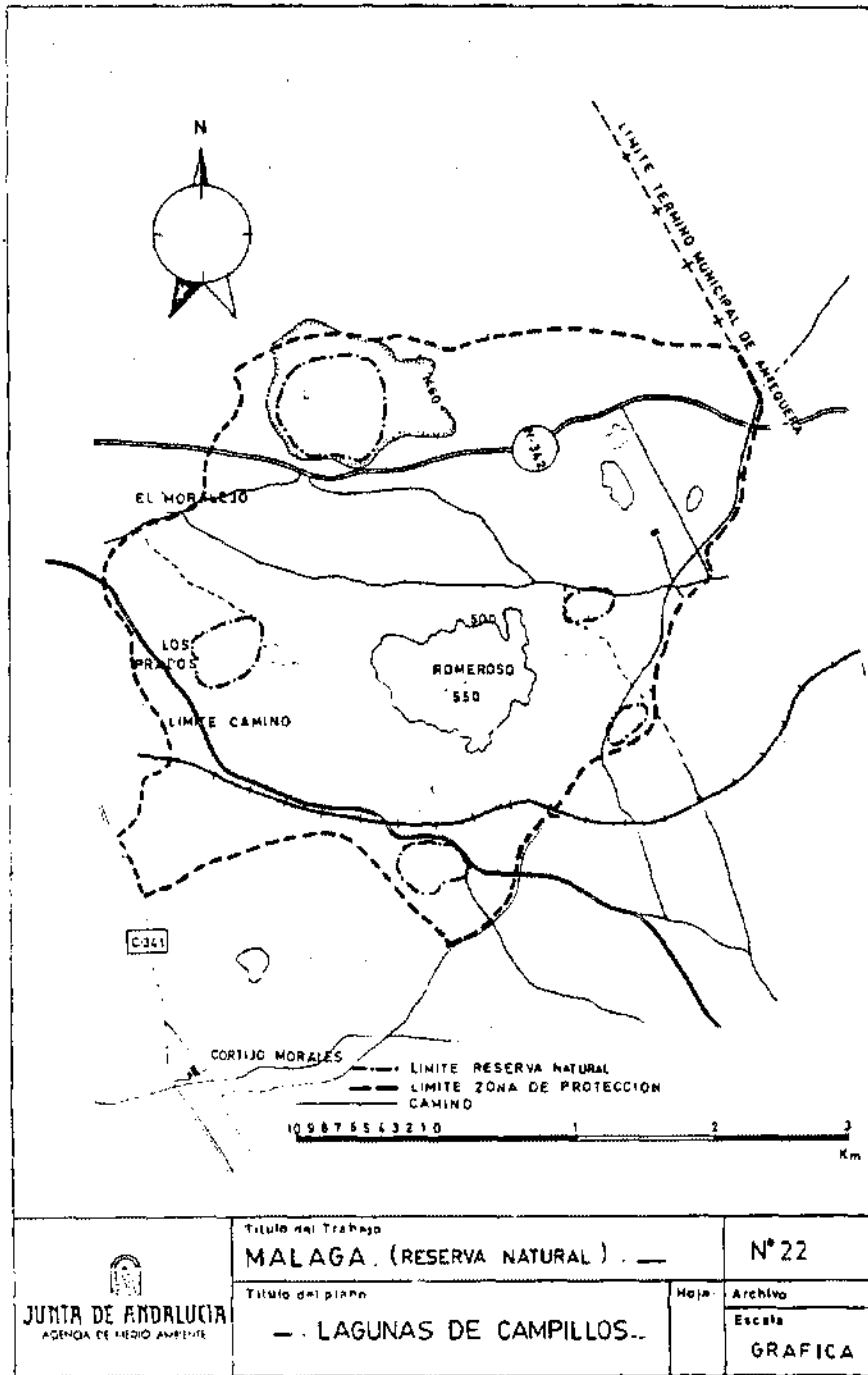 N
LIMITE TERMINO MUNICIPAL DE ANTEQUERA
460
N-342
EL MORALEJO
500
LOS
PRADOS
ROMEROSO
550
LIMITE CAMINO
C-341
CORTIJO MORALES
LIMITE RESERVA NATURAL
LIMITE ZONA DE PROTECCION
CAMINO
10 9 8 7 6 5 4 3 2 1 0 1 2 3
Km
Titulo del Trabajo
MALAGA. (RESERVA NATURAL). —
Nº 22
JUNTA DE ANDALUCIA
AGENCIA DE MEDIO AMBIENTE
Titulo del plano
—. LAGUNAS DE CAMPILLOS.-
Hoja
Archivo
Escala
GRAFICA